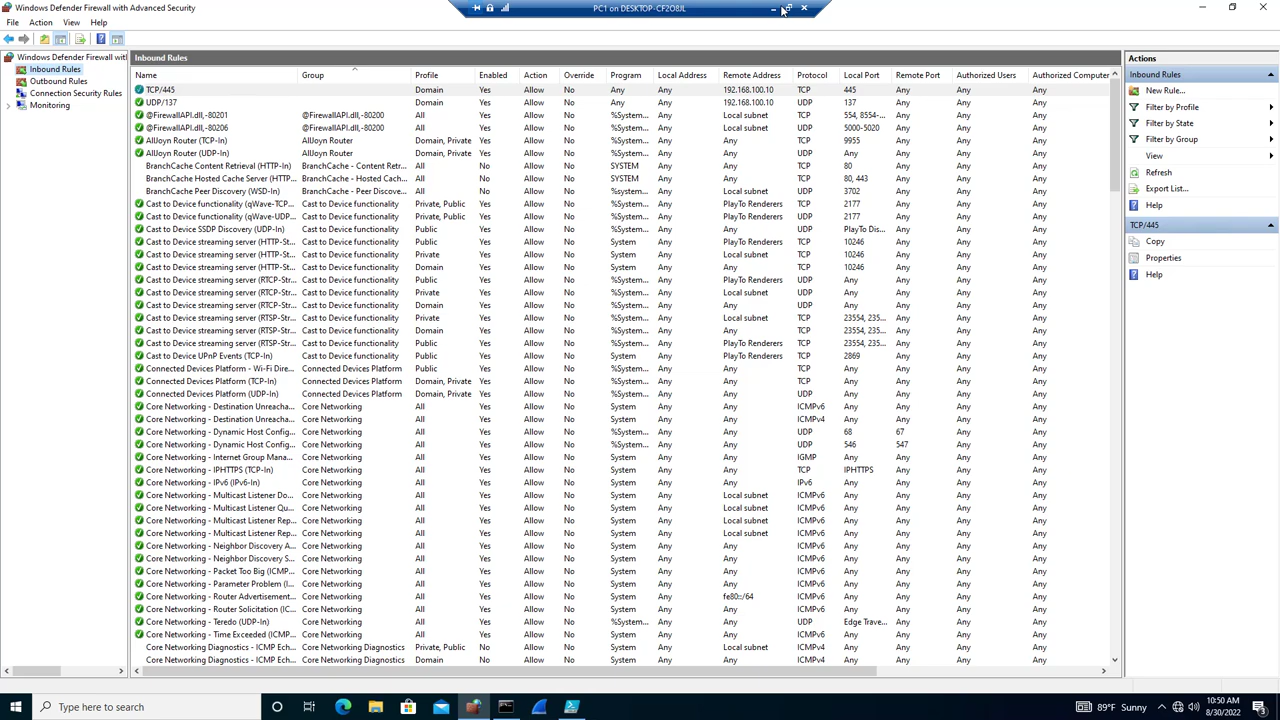 Windows Defender Firewall with Advanced Security
PC1 on DESKTOP-CF2O8JL
File Action View Help
Windows Defender Firewall with
Inbound Rules
Outbound Rules
Connection Security Rules
Monitoring
Inbound Rules
Name Group Profile Enabled Action Override Program Local Address Remote Address Protocol Local Port Remote Port Authorized Users Authorized Computer
TCP/445 Domain Yes Allow No Any Any 192.168.100.10 TCP 445 Any Any Any
UDP/137 Domain Yes Allow No Any Any 192.168.100.10 UDP 137 Any Any Any
@FirewallAPI.dll,-80201 @FirewallAPI.dll,-80200 All Yes Allow No %System... Any Local subnet TCP 554, 8554-... Any Any Any
@FirewallAPI.dll,-80206 @FirewallAPI.dll,-80200 All Yes Allow No %System... Any Local subnet UDP 5000-5020 Any Any Any
AllJoyn Router (TCP-In) AllJoyn Router Domain, Private Yes Allow No %System... Any Any TCP 9955 Any Any Any
AllJoyn Router (UDP-In) AllJoyn Router Domain, Private Yes Allow No %System... Any Any UDP Any Any Any Any
BranchCache Content Retrieval (HTTP-In) BranchCache - Content Retr... All No Allow No SYSTEM Any Any TCP 80 Any Any Any
BranchCache Hosted Cache Server (HTTP... BranchCache - Hosted Cach... All No Allow No SYSTEM Any Any TCP 80, 443 Any Any Any
BranchCache Peer Discovery (WSD-In) BranchCache - Peer Discove... All No Allow No %system... Any Local subnet UDP 3702 Any Any Any
Cast to Device functionality (qWave-TCP... Cast to Device functionality Private, Public Yes Allow No %System... Any PlayTo Renderers TCP 2177 Any Any Any
Cast to Device functionality (qWave-UDP... Cast to Device functionality Private, Public Yes Allow No %System... Any PlayTo Renderers UDP 2177 Any Any Any
Cast to Device SSDP Discovery (UDP-In) Cast to Device functionality Public Yes Allow No %System... Any Any UDP PlayTo Dis... Any Any Any
Cast to Device streaming server (HTTP-St... Cast to Device functionality Public Yes Allow No System Any PlayTo Renderers TCP 10246 Any Any Any
Cast to Device streaming server (HTTP-St... Cast to Device functionality Private Yes Allow No System Any Local subnet TCP 10246 Any Any Any
Cast to Device streaming server (HTTP-St... Cast to Device functionality Domain Yes Allow No System Any Any TCP 10246 Any Any Any
Cast to Device streaming server (RTCP-Str... Cast to Device functionality Public Yes Allow No %System... Any PlayTo Renderers UDP Any Any Any Any
Cast to Device streaming server (RTCP-Str... Cast to Device functionality Private Yes Allow No %System... Any Local subnet UDP Any Any Any Any
Cast to Device streaming server (RTCP-Str... Cast to Device functionality Domain Yes Allow No %System... Any Any UDP Any Any Any Any
Cast to Device streaming server (RTSP-Str... Cast to Device functionality Private Yes Allow No %System... Any Local subnet TCP 23554, 235... Any Any Any
Cast to Device streaming server (RTSP-Str... Cast to Device functionality Domain Yes Allow No %System... Any Any TCP 23554, 235... Any Any Any
Cast to Device streaming server (RTSP-Str... Cast to Device functionality Public Yes Allow No %System... Any PlayTo Renderers TCP 23554, 235... Any Any Any
Cast to Device UPnP Events (TCP-In) Cast to Device functionality Public Yes Allow No System Any PlayTo Renderers TCP 2869 Any Any Any
Connected Devices Platform - Wi-Fi Dire... Connected Devices Platform Public Yes Allow No %System... Any Any TCP Any Any Any Any
Connected Devices Platform (TCP-In) Connected Devices Platform Domain, Private Yes Allow No %System... Any Any TCP Any Any Any Any
Connected Devices Platform (UDP-In) Connected Devices Platform Domain, Private Yes Allow No %System... Any Any UDP Any Any Any Any
Core Networking - Destination Unreacha... Core Networking All Yes Allow No System Any Any ICMPv6 Any Any Any Any
Core Networking - Destination Unreacha... Core Networking All Yes Allow No System Any Any ICMPv4 Any Any Any Any
Core Networking - Dynamic Host Config... Core Networking All Yes Allow No %System... Any Any UDP 68 67 Any Any
Core Networking - Dynamic Host Config... Core Networking All Yes Allow No %System... Any Any UDP 546 547 Any Any
Core Networking - Internet Group Mana... Core Networking All Yes Allow No System Any Any IGMP Any Any Any Any
Core Networking - IPHTTPS (TCP-In) Core Networking All Yes Allow No System Any Any TCP IPHTTPS Any Any Any
Core Networking - IPv6 (IPv6-In) Core Networking All Yes Allow No System Any Any IPv6 Any Any Any Any
Core Networking - Multicast Listener Do... Core Networking All Yes Allow No System Any Local subnet ICMPv6 Any Any Any Any
Core Networking - Multicast Listener Qu... Core Networking All Yes Allow No System Any Local subnet ICMPv6 Any Any Any Any
Core Networking - Multicast Listener Rep... Core Networking All Yes Allow No System Any Local subnet ICMPv6 Any Any Any Any
Core Networking - Multicast Listener Rep... Core Networking All Yes Allow No System Any Local subnet ICMPv6 Any Any Any Any
Core Networking - Neighbor Discovery A... Core Networking All Yes Allow No System Any Any ICMPv6 Any Any Any Any
Core Networking - Neighbor Discovery S... Core Networking All Yes Allow No System Any Any ICMPv6 Any Any Any Any
Core Networking - Packet Too Big (ICMP... Core Networking All Yes Allow No System Any Any ICMPv6 Any Any Any Any
Core Networking - Parameter Problem (I... Core Networking All Yes Allow No System Any Any ICMPv6 Any Any Any Any
Core Networking - Router Advertisement... Core Networking All Yes Allow No System Any fe80::/64 ICMPv6 Any Any Any Any
Core Networking - Router Solicitation (IC... Core Networking All Yes Allow No System Any Any ICMPv6 Any Any Any Any
Core Networking - Teredo (UDP-In) Core Networking All Yes Allow No %System... Any Any UDP Edge Trave... Any Any Any
Core Networking - Time Exceeded (ICMP... Core Networking All Yes Allow No System Any Any ICMPv6 Any Any Any Any
Core Networking Diagnostics - ICMP Ech... Core Networking Diagnostics Private, Public No Allow No System Any Local subnet ICMPv4 Any Any Any Any
Core Networking Diagnostics - ICMP Ech... Core Networking Diagnostics Domain No Allow No System Any Any ICMPv4 Any Any Any Any
Actions
Inbound Rules
New Rule...
Filter by Profile
Filter by State
Filter by Group
View
Refresh
Export List...
Help
TCP/445
Copy
Properties
Help
Type here to search
89°F Sunny
10:50 AM
8/30/2022